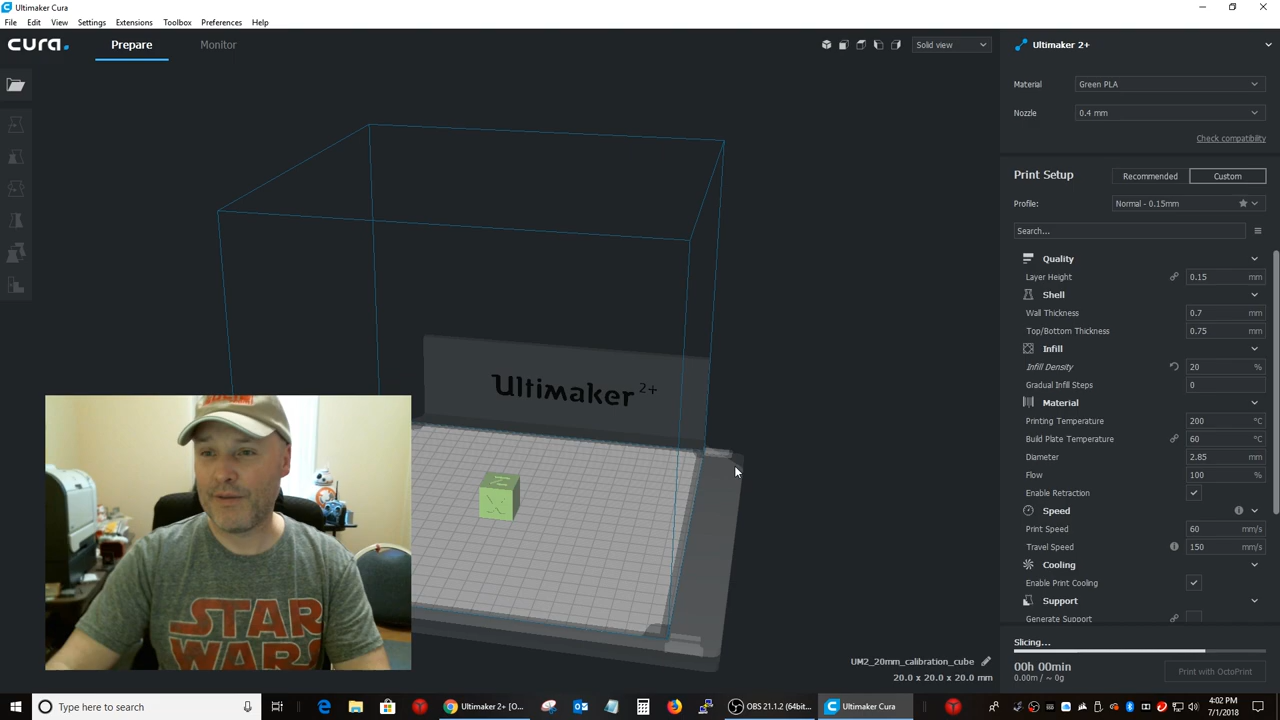 Ultimaker Cura
File Edit View Settings Extensions Toolbox Preferences Help
cura. Prepare Monitor Solid view
Ultimaker 2+
Material Green PLA
Nozzle 0.4 mm
Check compatibility
Print Setup Recommended Custom
Profile: Normal - 0.15mm
Search...
Quality
Layer Height 0.15 mm
Shell
Wall Thickness 0.7 mm
Top/Bottom Thickness 0.75 mm
Infill
Infill Density 20 %
Gradual Infill Steps 0
Material
Printing Temperature 200 °C
Build Plate Temperature 60 °C
Diameter 2.85 mm
Flow 100 %
Enable Retraction
Speed
Print Speed 60 mm/s
Travel Speed 150 mm/s
Cooling
Enable Print Cooling
Support
Generate Support
Ultimaker 2+
Z
X
STAR
WARS
UM2_20mm_calibration_cube
20.0 x 20.0 x 20.0 mm
Slicing...
00h 00min
0.00m / ~ 0g
Print with OctoPrint
Type here to search
Ultimaker 2+ [O...
OBS 21.1.2 (64bit...
Ultimaker Cura
4:02 PM
7/1/2018